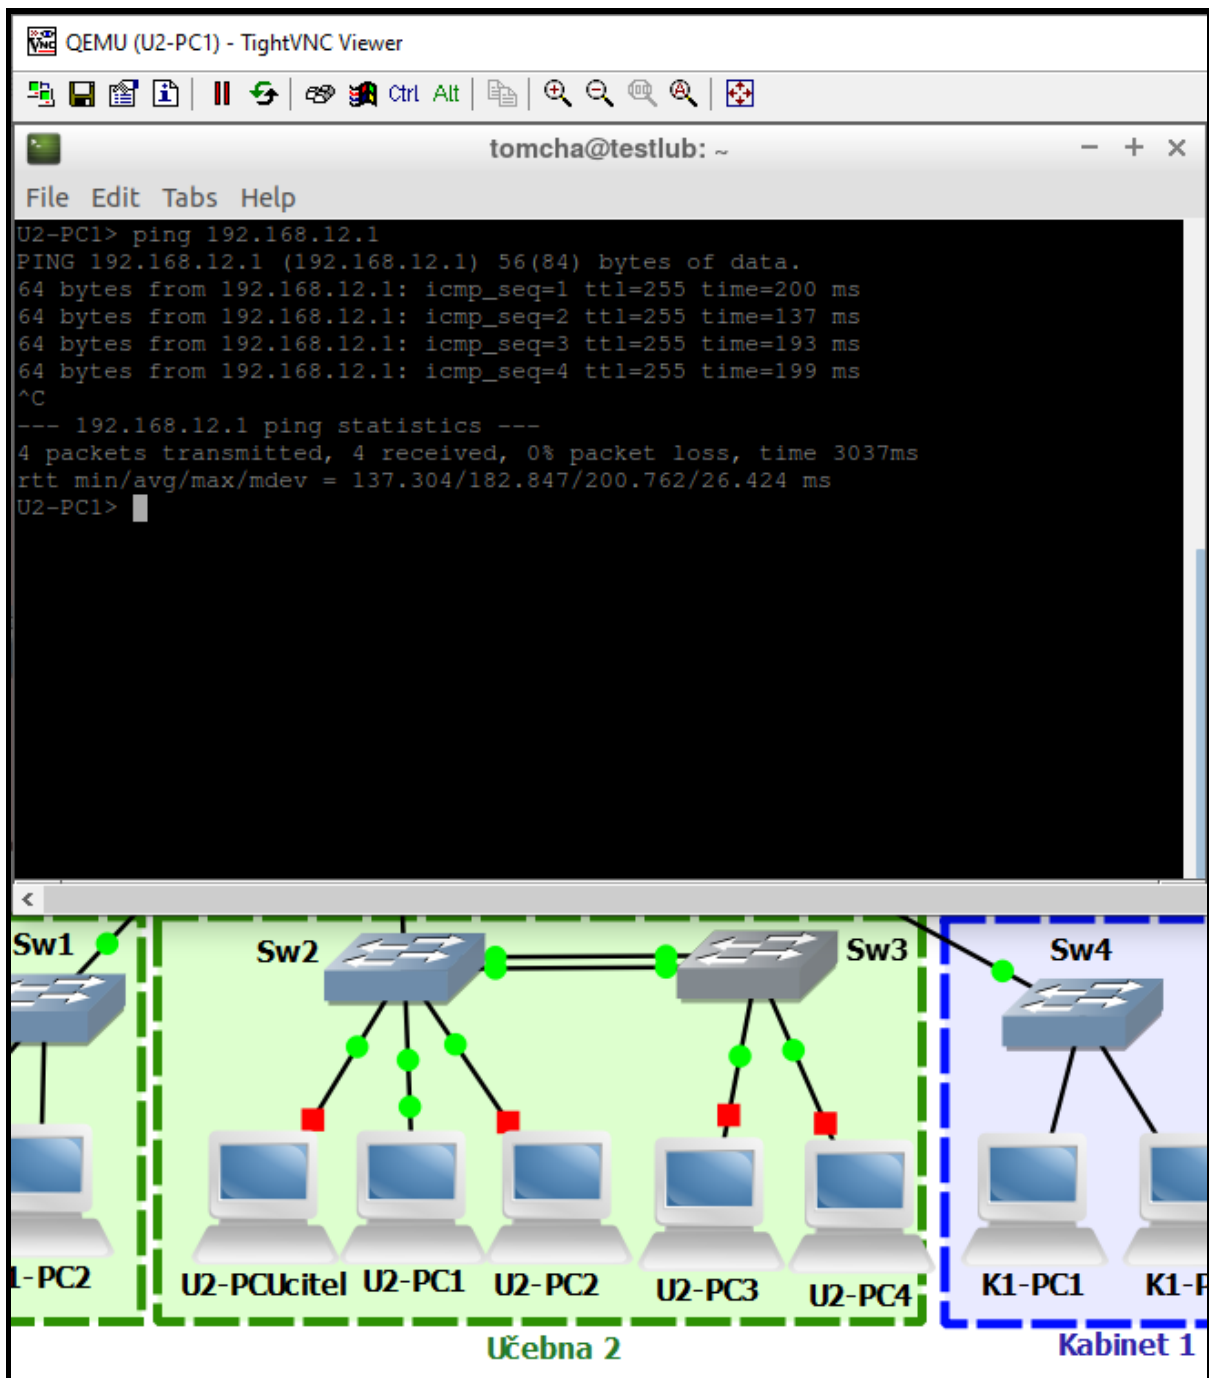 QEMU (U2-PC1) - TightVNC Viewer
Ctrl Alt
tomcha@testlub: ~
File Edit Tabs Help
U2-PC1> ping 192.168.12.1
PING 192.168.12.1 (192.168.12.1) 56(84) bytes of data.
64 bytes from 192.168.12.1: icmp_seq=1 ttl=255 time=200 ms
64 bytes from 192.168.12.1: icmp_seq=2 ttl=255 time=137 ms
64 bytes from 192.168.12.1: icmp_seq=3 ttl=255 time=193 ms
64 bytes from 192.168.12.1: icmp_seq=4 ttl=255 time=199 ms
^C
--- 192.168.12.1 ping statistics ---
4 packets transmitted, 4 received, 0% packet loss, time 3037ms
rtt min/avg/max/mdev = 137.304/182.847/200.762/26.424 ms
U2-PC1>
Sw1 Sw2 Sw3 Sw4
1-PC2 U2-PCUcitel U2-PC1 U2-PC2 U2-PC3 U2-PC4 K1-PC1 K1-P
Učebna 2 Kabinet 1